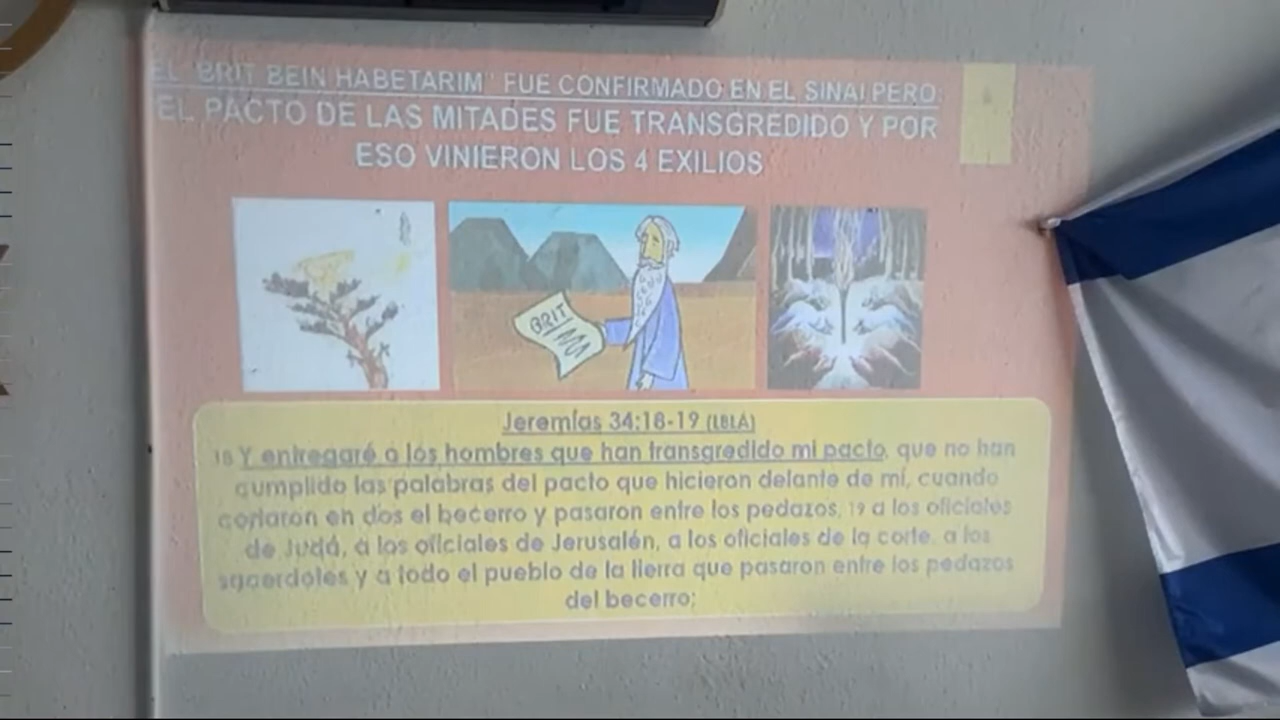 EL "BRIT BEIN HABETARIM" FUE CONFIRMADO EN EL SINAI PERO
EL PACTO DE LAS MITADES FUE TRANSGREDIDO Y POR
ESO VINIERON LOS 4 EXILIOS
BRIT
Jeremías 34:18-19 (LBLA)
18 Y entregaré a los hombres que han transgredido mi pacto, que no han
cumplido las palabras del pacto que hicieron delante de mí, cuando
cortaron en dos el becerro y pasaron entre los pedazos, 19 a los oficiales
de Judá, a los oficiales de Jerusalén, a los oficiales de la corte, a los
sacerdotes y a todo el pueblo de la tierra que pasaron entre los pedazos
del becerro;